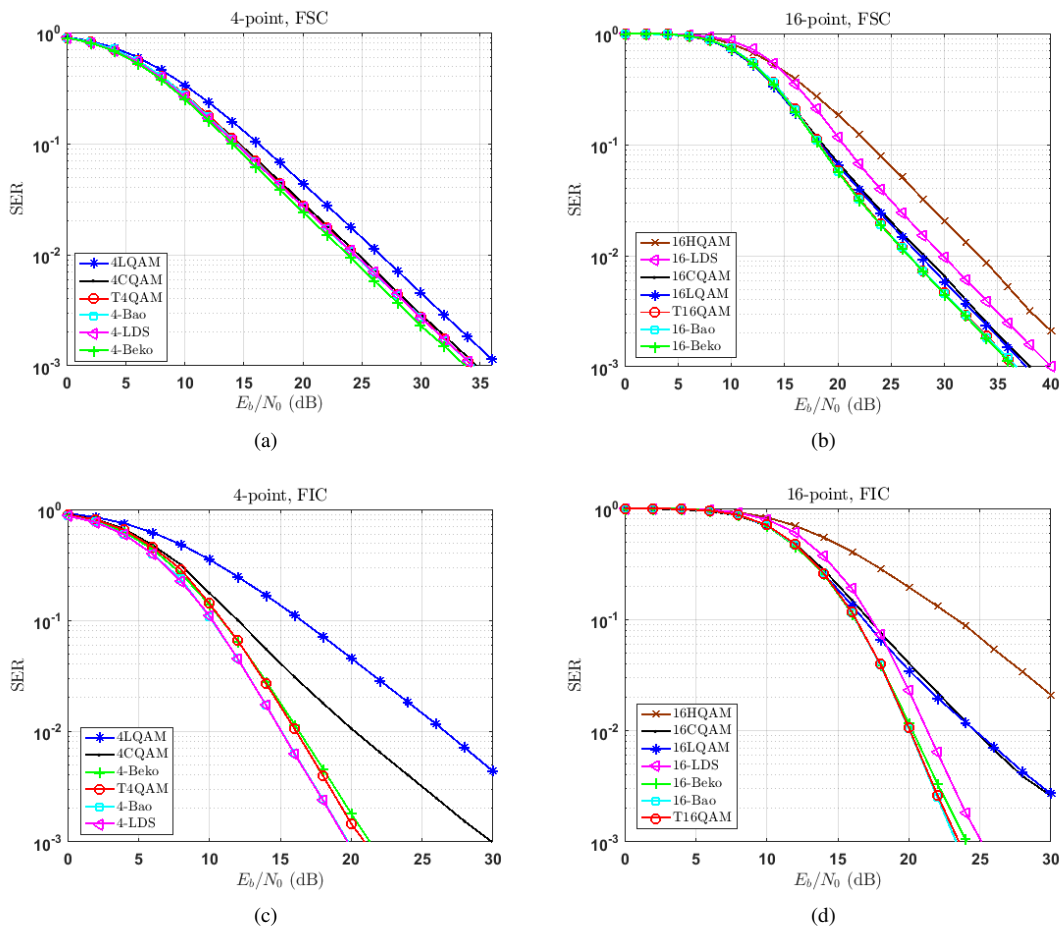 4-point, FSC
10^0
10^-1
10^-2
10^-3
SER
4LQAM
4CQAM
T4QAM
4-Bao
4-LDS
4-Beko
0 5 10 15 20 25 30 35
E_b/N_0 (dB)
(a)
16-point, FSC
10^0
10^-1
10^-2
10^-3
SER
16HQAM
16-LDS
16CQAM
16LQAM
T16QAM
16-Bao
16-Beko
0 5 10 15 20 25 30 35 40
E_b/N_0 (dB)
(b)
4-point, FIC
10^0
10^-1
10^-2
10^-3
SER
4LQAM
4CQAM
4-Beko
T4QAM
4-Bao
4-LDS
0 5 10 15 20 25 30
E_b/N_0 (dB)
(c)
16-point, FIC
10^0
10^-1
10^-2
10^-3
SER
16HQAM
16CQAM
16LQAM
16-LDS
16-Beko
16-Bao
T16QAM
0 5 10 15 20 25 30
E_b/N_0 (dB)
(d)